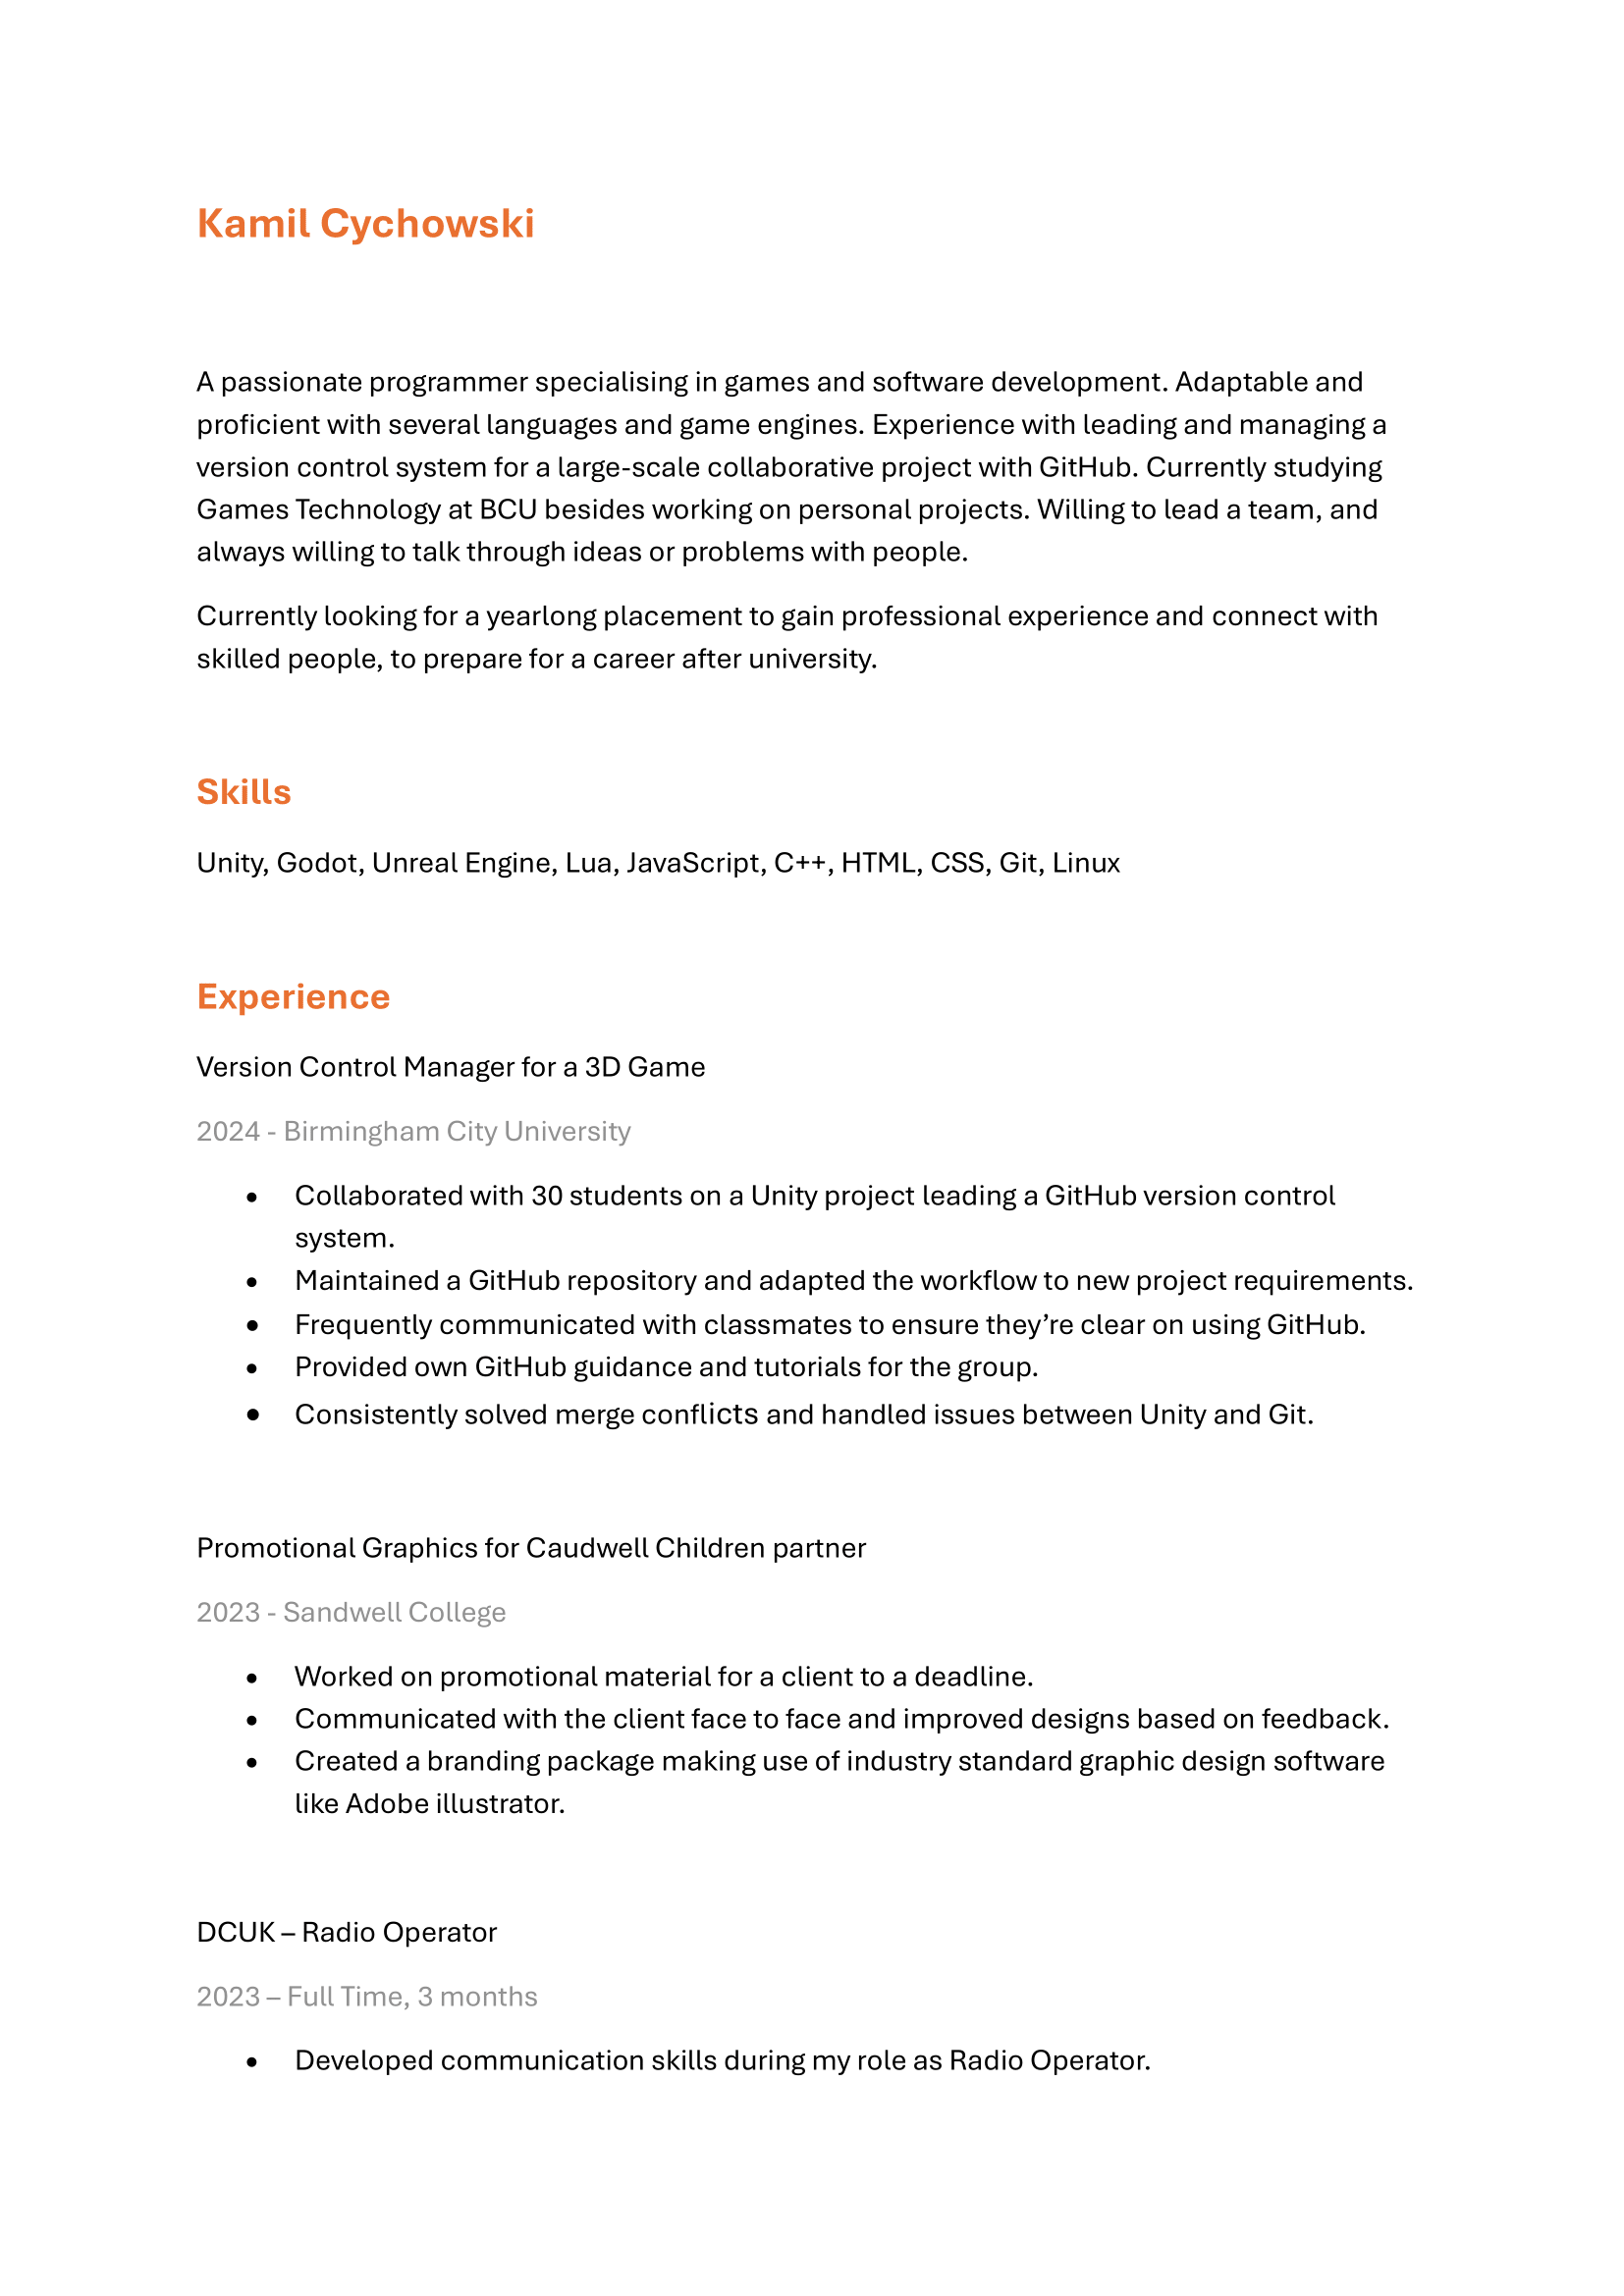 Kamil Cychowski
A passionate programmer specialising in games and software development. Adaptable and
proficient with several languages and game engines. Experience with leading and managing a
version control system for a large-scale collaborative project with GitHub. Currently studying
Games Technology at BCU besides working on personal projects. Willing to lead a team, and
always willing to talk through ideas or problems with people.
Currently looking for a yearlong placement to gain professional experience and connect with
skilled people, to prepare for a career after university.
Skills
Unity, Godot, Unreal Engine, Lua, JavaScript, C++, HTML, CSS, Git, Linux
Experience
Version Control Manager for a 3D Game
2024 - Birmingham City University
• Collaborated with 30 students on a Unity project leading a GitHub version control
system.
• Maintained a GitHub repository and adapted the workflow to new project requirements.
• Frequently communicated with classmates to ensure they’re clear on using GitHub.
• Provided own GitHub guidance and tutorials for the group.
• Consistently solved merge conflicts and handled issues between Unity and Git.
Promotional Graphics for Caudwell Children partner
2023 - Sandwell College
• Worked on promotional material for a client to a deadline.
• Communicated with the client face to face and improved designs based on feedback.
• Created a branding package making use of industry standard graphic design software
like Adobe illustrator.
DCUK – Radio Operator
2023 – Full Time, 3 months
• Developed communication skills during my role as Radio Operator.